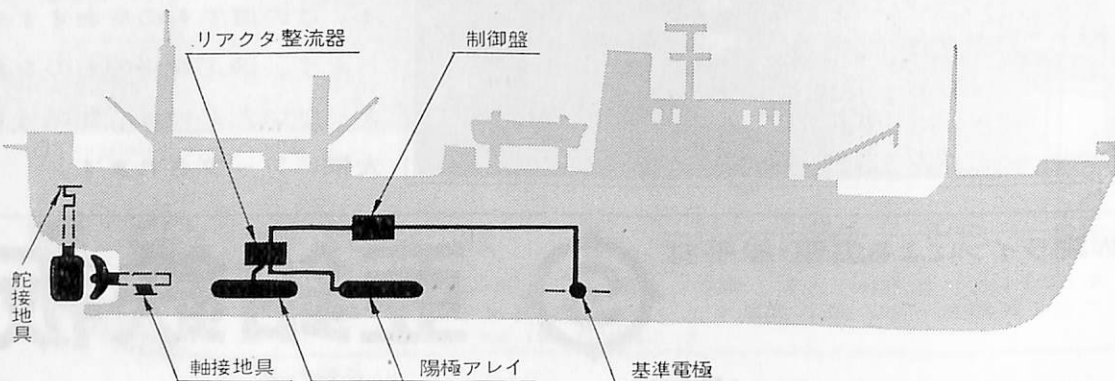 リアクタ整流器
制御盤
舵接地具
軸接地具
陽極アレイ
基準電極